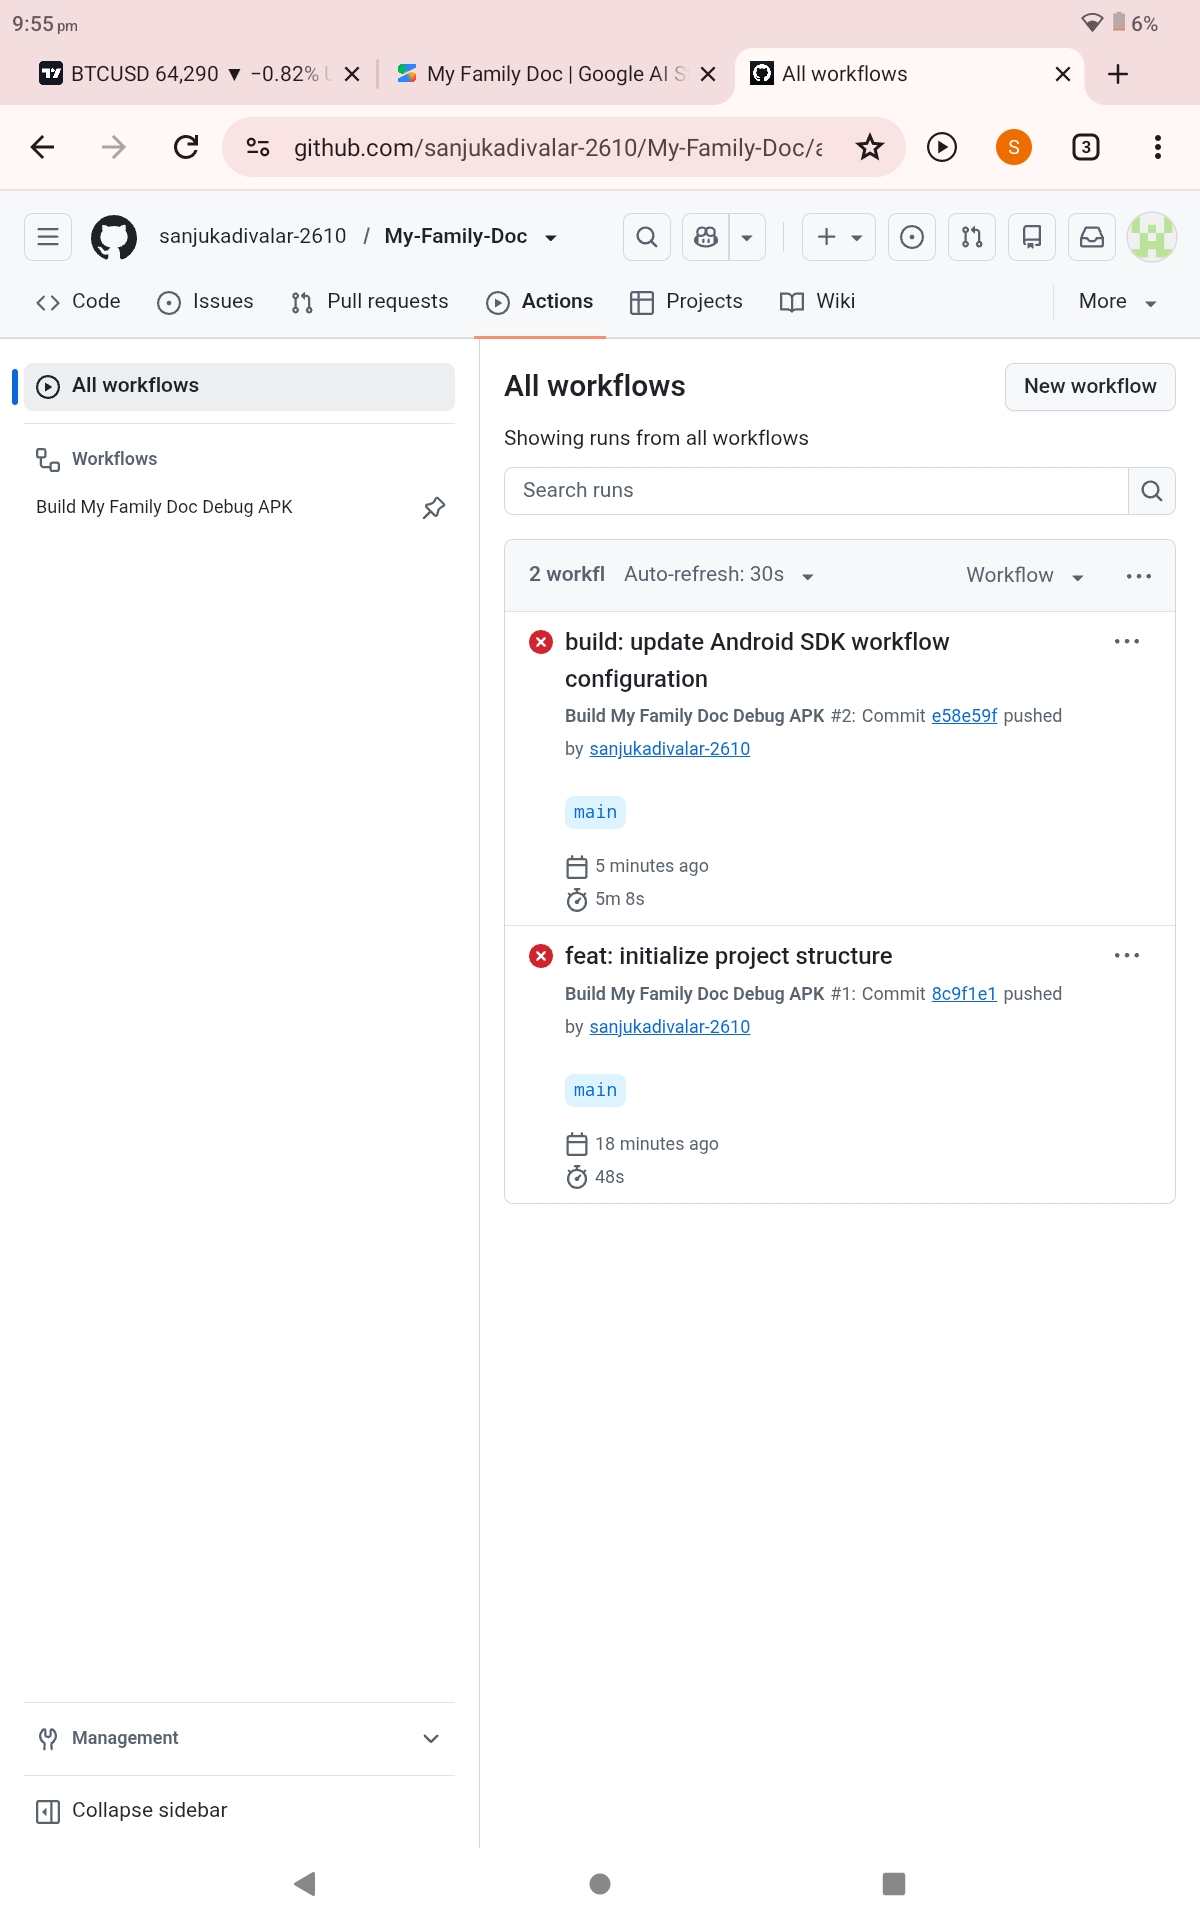 9:55 pm
6%
BTCUSD 64,290 ▼ −0.82%
My Family Doc | Google AI S
All workflows
github.com/sanjukadivalar-2610/My-Family-Doc/a
S
3
sanjukadivalar-2610 / My-Family-Doc
Code
Issues
Pull requests
Actions
Projects
Wiki
More
All workflows
Workflows
Build My Family Doc Debug APK
Management
Collapse sidebar
All workflows
New workflow
Showing runs from all workflows
Search runs
2 workfl
Auto-refresh: 30s
Workflow
build: update Android SDK workflow
configuration
Build My Family Doc Debug APK #2: Commit e58e59f pushed
by sanjukadivalar-2610
main
5 minutes ago
5m 8s
feat: initialize project structure
Build My Family Doc Debug APK #1: Commit 8c9f1e1 pushed
by sanjukadivalar-2610
main
18 minutes ago
48s